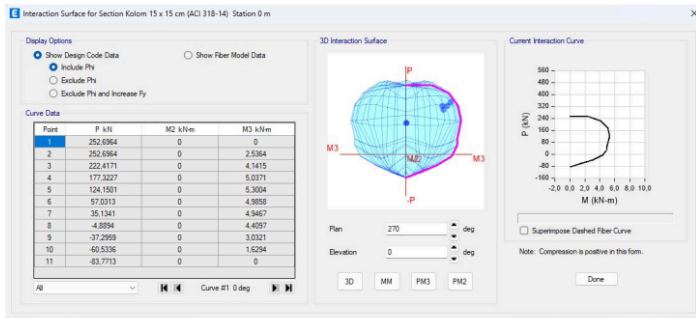 Interaction Surface for Section Kolom 15 x 15 cm (ACI 318-14) Station 0 m
Display Options
Show Design Code Data Show Fiber Model Data
Include Phi
Exclude Phi
Exclude Phi and Increase Fy
Curve Data
Point P kN M2 kN-m M3 kN-m
1 252,6964 0 0
2 252,6964 0 2,5364
3 222,4171 0 4,1415
4 177,3227 0 5,0371
5 124,1501 0 5,3004
6 57,0313 0 4,9858
7 35,1341 0 4,9467
8 -4,8894 0 4,4097
9 -37,2959 0 3,0321
10 -60,5336 0 1,6294
11 -83,7713 0 0
All Curve #1 0 deg
3D Interaction Surface
P
M3 M2 M3
-P
Plan 270 deg
Elevation 0 deg
3D MM PM3 PM2
Current Interaction Curve
P (kN)
560
480
400
320
240
160
80
0
-80
-160
-2,0 0,0 2,0 4,0 6,0 8,0 10,0
M (kN-m)
Superimpose Dashed Fiber Curve
Note: Compression is positive in this form.
Done